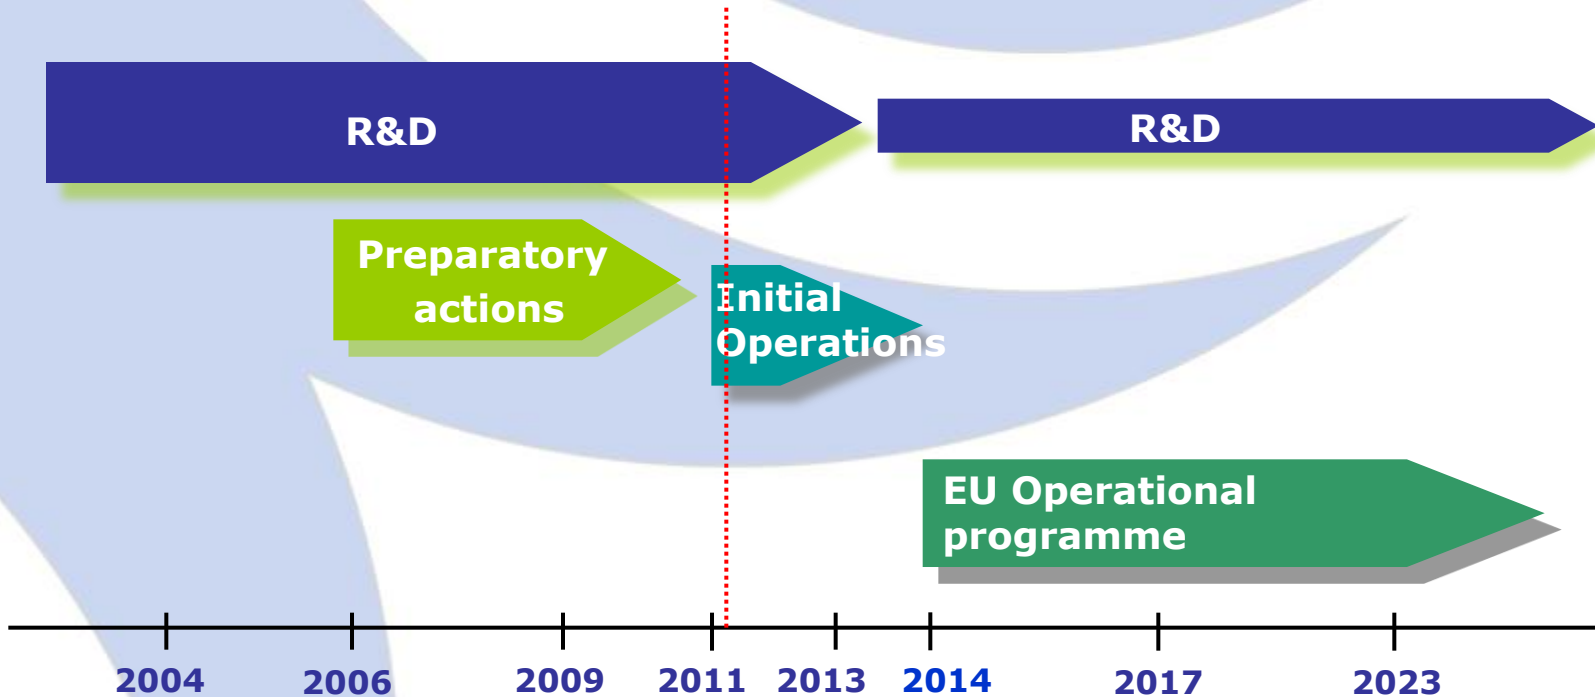 R&D
R&D
Preparatory
actions
Initial
Operations
EU Operational
programme
2004 2006 2009 2011 2013 2014 2017 2023